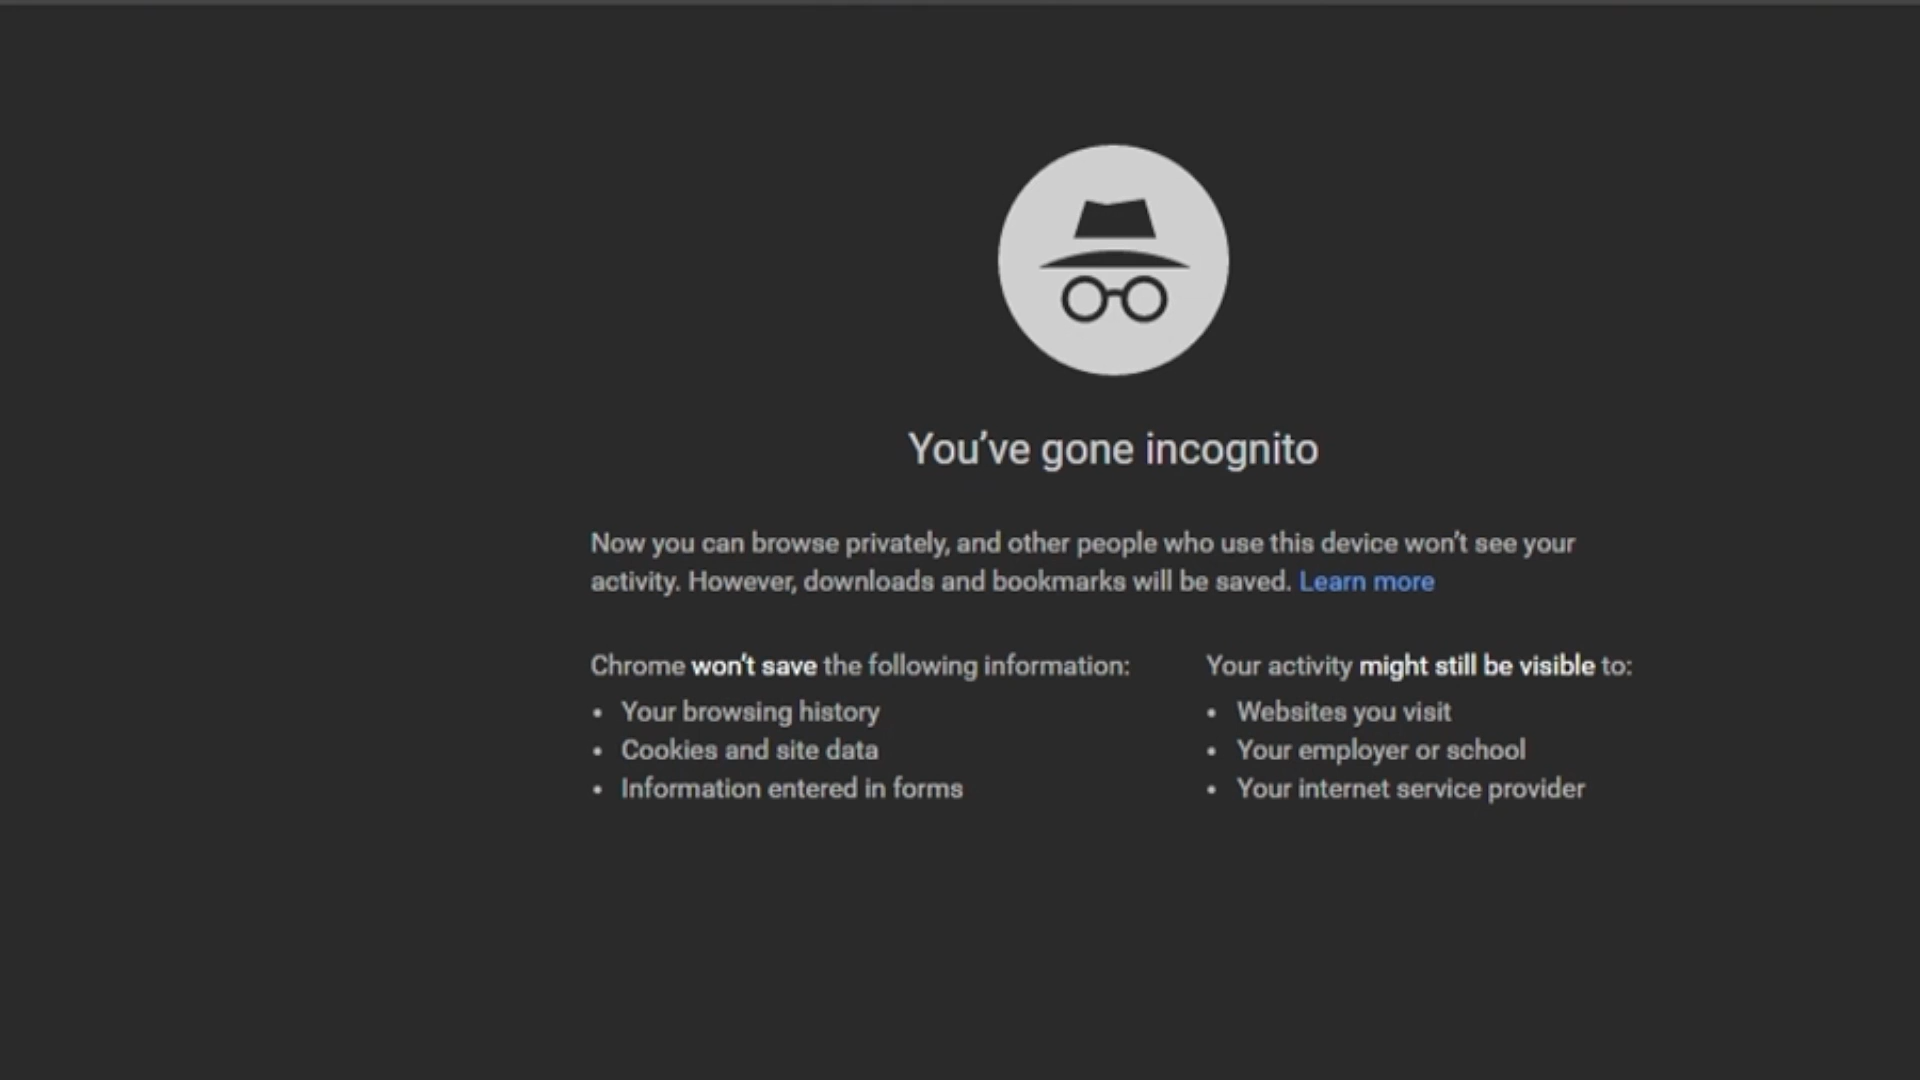 You’ve gone incognito
Now you can browse privately, and other people who use this device won’t see your
activity. However, downloads and bookmarks will be saved. Learn more
Chrome won’t save the following information:
• Your browsing history
• Cookies and site data
• Information entered in forms
Your activity might still be visible to:
• Websites you visit
• Your employer or school
• Your internet service provider